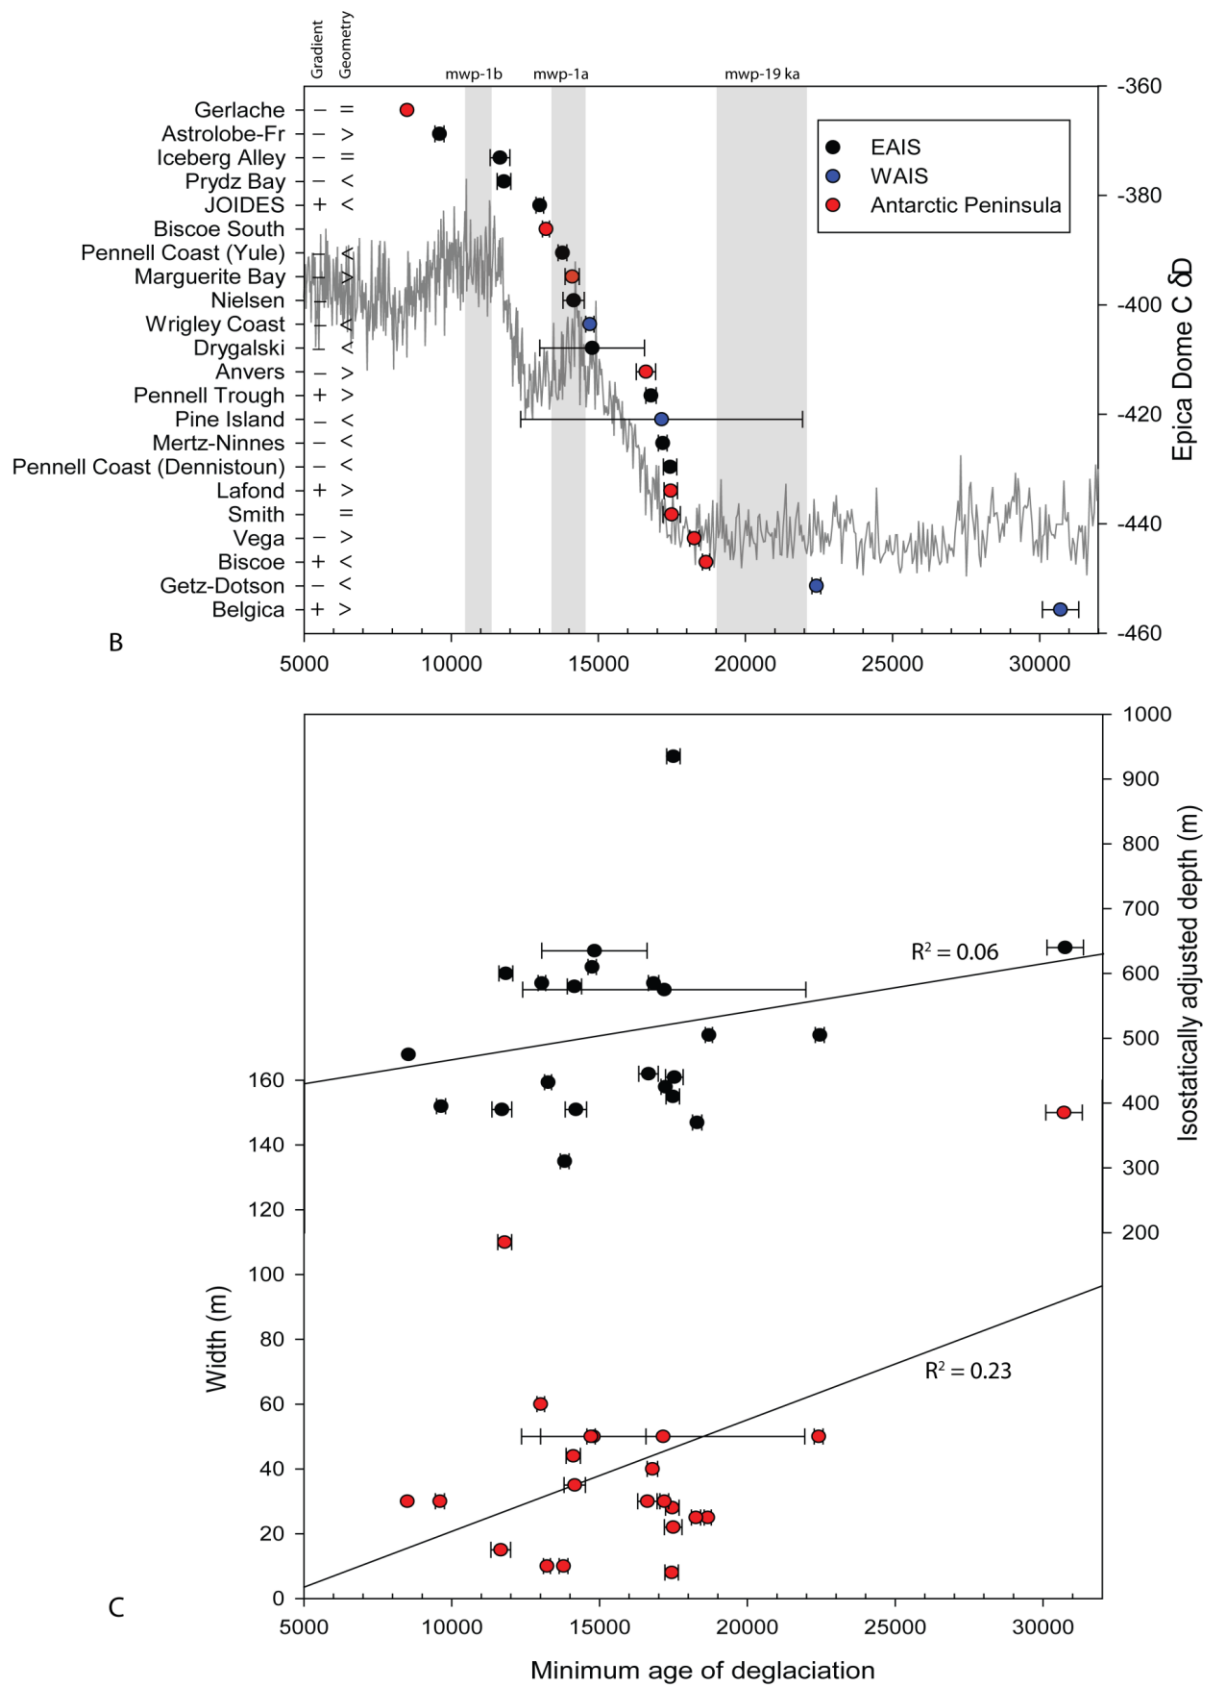 Gradient
Geometry
mwp-1b
mwp-1a
mwp-19 ka
Gerlache − =
Astrolobe-Fr − >
Iceberg Alley − =
Prydz Bay − <
JOIDES + <
Biscoe South
Pennell Coast (Yule) − <
Marguerite Bay − >
Nielsen −
Wrigley Coast − <
Drygalski − <
Anvers − >
Pennell Trough + >
Pine Island − <
Mertz-Ninnes − <
Pennell Coast (Dennistoun) − <
Lafond + >
Smith =
Vega − >
Biscoe + <
Getz-Dotson − <
Belgica + >
EAIS
WAIS
Antarctic Peninsula
-360
-380
-400
-420
-440
-460
Epica Dome C δD
B
5000 10000 15000 20000 25000 30000
1000
900
800
700
600
500
400
300
200
Isostatically adjusted depth (m)
R² = 0.06
160
140
120
100
80
60
40
20
0
Width (m)
R² = 0.23
C
5000 10000 15000 20000 25000 30000
Minimum age of deglaciation